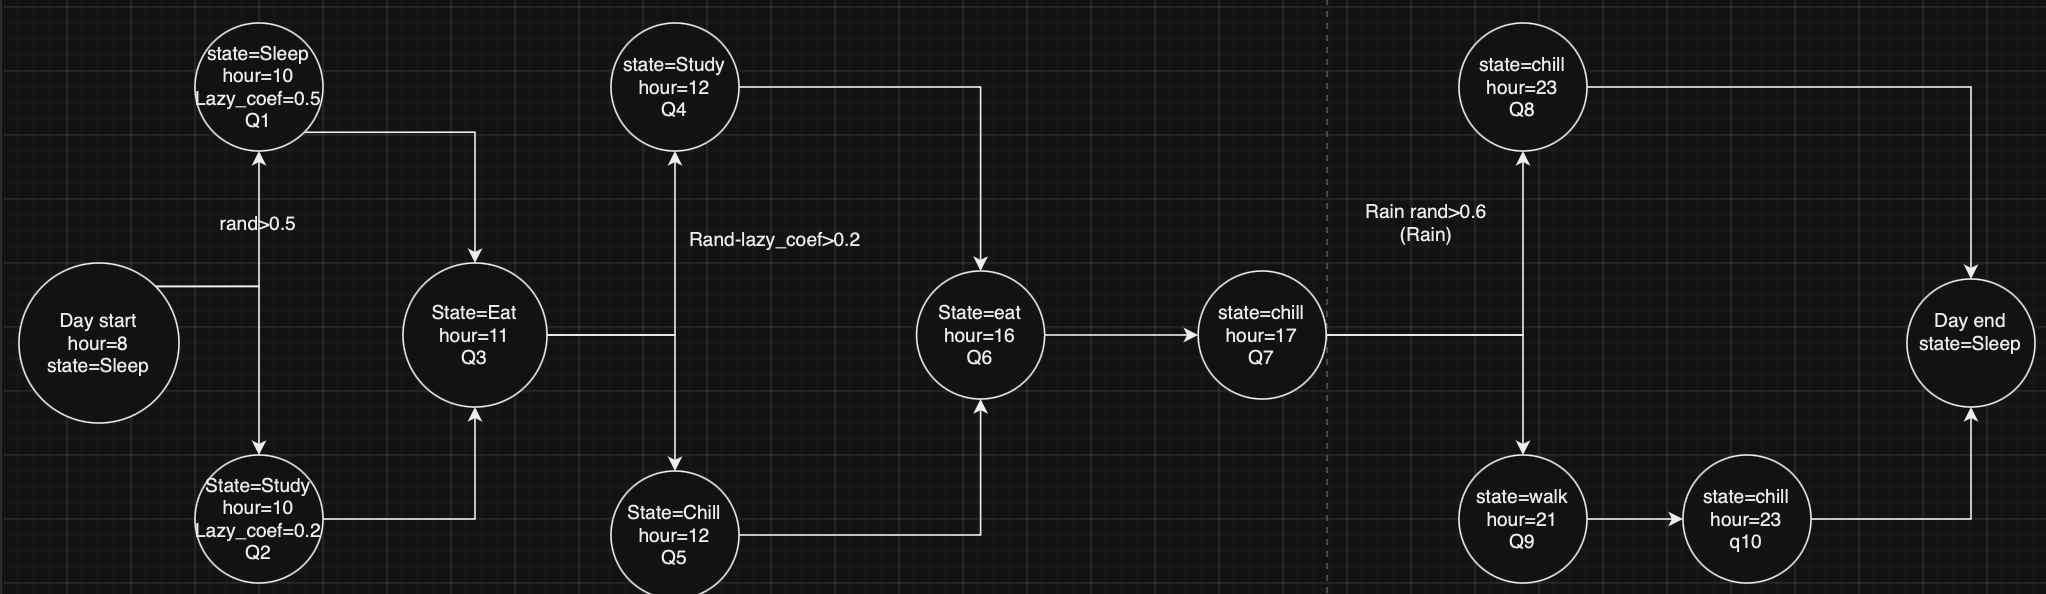 Day start
hour=8
state=Sleep
state=Sleep
hour=10
Lazy_coef=0.5
Q1
rand>0.5
State=Study
hour=10
Lazy_coef=0.2
Q2
State=Eat
hour=11
Q3
state=Study
hour=12
Q4
Rand-lazy_coef>0.2
State=Chill
hour=12
Q5
State=eat
hour=16
Q6
state=chill
hour=17
Q7
Rain rand>0.6
(Rain)
state=chill
hour=23
Q8
state=walk
hour=21
Q9
state=chill
hour=23
q10
Day end
state=Sleep